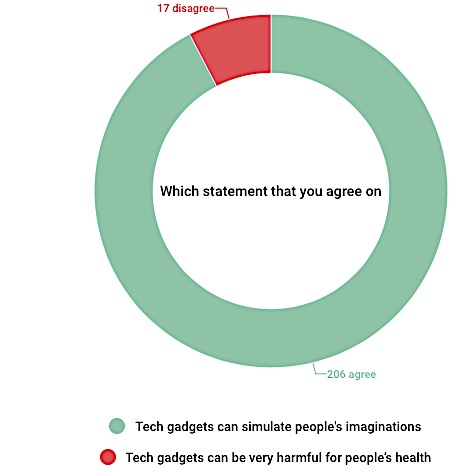 17 disagree
Which statement that you agree on
206 agree
Tech gadgets can simulate people's imaginations
Tech gadgets can be very harmful for people's health